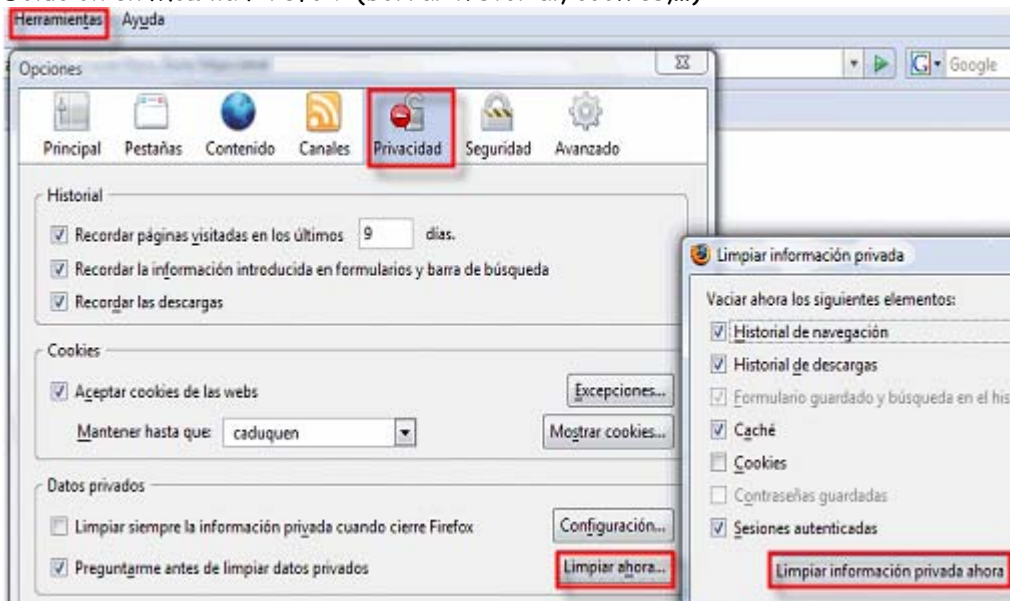 Herramientas Ayuda
Opciones
Google
Principal Pestañas Contenido Canales Privacidad Seguridad Avanzado
Historial
Recordar páginas visitadas en los últimos 9 días.
Recordar la información introducida en formularios y barra de búsqueda
Recordar las descargas
Cookies
Aceptar cookies de las webs
Excepciones...
Mantener hasta que: caduquen
Mostrar cookies...
Datos privados
Limpiar siempre la información privada cuando cierre Firefox
Configuración...
Preguntarme antes de limpiar datos privados
Limpiar ahora...
Limpiar información privada
Vaciar ahora los siguientes elementos:
Historial de navegación
Historial de descargas
Formulario guardado y búsqueda en el his
Caché
Cookies
Contraseñas guardadas
Sesiones autenticadas
Limpiar información privada ahora